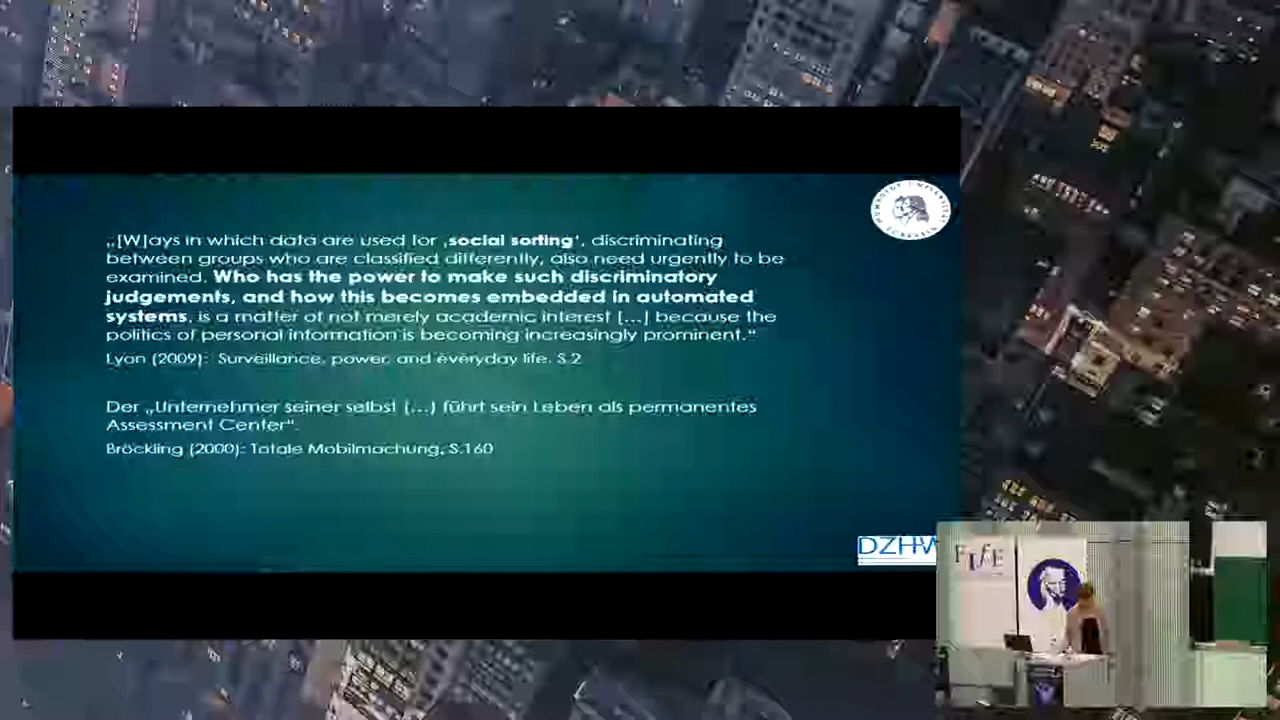 „[W]ays in which data are used for ‚social sorting‘, discriminating
between groups who are classified differently, also need urgently to be
examined. Who has the power to make such discriminatory
judgements, and how this becomes embedded in automated
systems, is a matter of not merely academic interest [...] because the
politics of personal information is becoming increasingly prominent.“
Lyon (2009): Surveillance, power, and everyday life. S.2
Der „Unternehmer seiner selbst (...) führt sein Leben als permanentes
Assessment Center“.
Bröckling (2000): Totale Mobilmachung, S.160
DZHW
FIfF